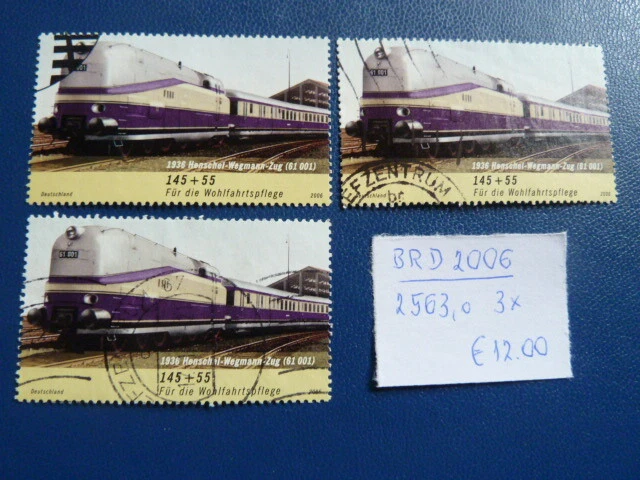 61 001
1936 Henschel-Wegmann-Zug (61 001)
145 + 55
Deutschland
Für die Wohlfahrtspflege
2006
61 001
1936 Henschel-Wegmann-Zug (61 001)
145 + 55
Deutschland
Für die Wohlfahrtspflege
2006
EFZENTRUM
br
61 001
1936 Henschel-Wegmann-Zug (61 001)
145 + 55
Deutschland
Für die Wohlfahrtspflege
2006
BRD 2006
2563,o 3x
€12.00